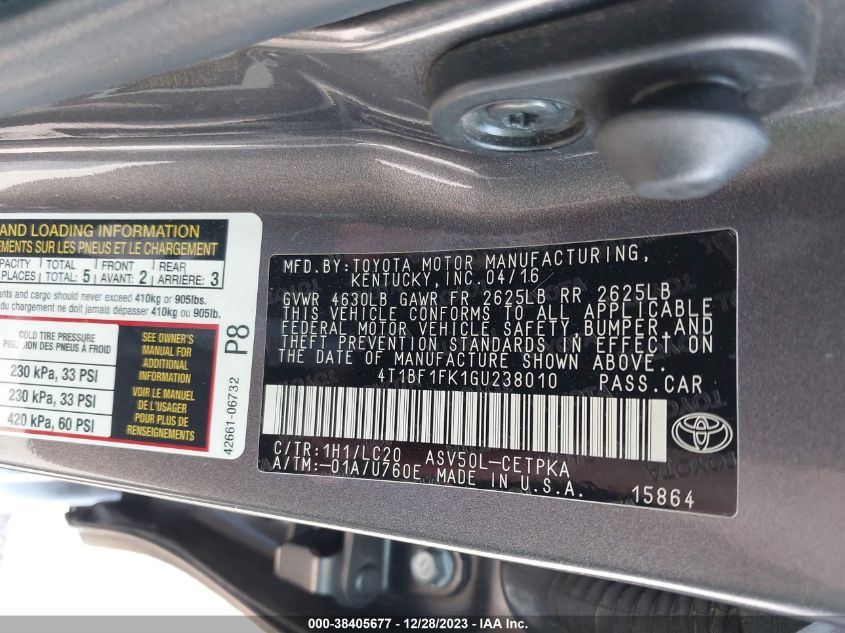 AND LOADING INFORMATION
EMENTS SUR LES PNEUS ET LE CHARGEMENT
PACITY TOTAL 5 FRONT 2 REAR 3
PLACES TOTAL: AVANT: ARRIÈRE:
ants and cargo should never exceed 410kg or 905lbs.
du chargement ne doit jamais dépasser 410kg ou 905lb.
COLD TIRE PRESSURE
DES PNEUS À FROID
230 kPa, 33 PSI
230 kPa, 33 PSI
420 kPa, 60 PSI
SEE OWNER'S
MANUAL FOR
ADDITIONAL
INFORMATION
VOIR LE MANUEL
DE L'USAGER
POUR PLUS DE
RENSEIGNEMENTS
42661-06732
P8
MFD.BY:TOYOTA MOTOR MANUFACTURING,
KENTUCKY, INC. 04/16
GVWR 4630LB GAWR FR 2625LB RR 2625LB
THIS VEHICLE CONFORMS TO ALL APPLICABLE
FEDERAL MOTOR VEHICLE SAFETY,BUMPER,AND
THEFT PREVENTION STANDARDS IN EFFECT ON
THE DATE OF MANUFACTURE SHOWN ABOVE.
4T1BF1FK1GU238010 PASS.CAR
C/TR:1H1/LC20 ASV50L-CETPKA
A/TM:-01A/U760E MADE IN U.S.A.
15864
TOYOTA
000-38405677 - 12/28/2023 - IAA Inc.